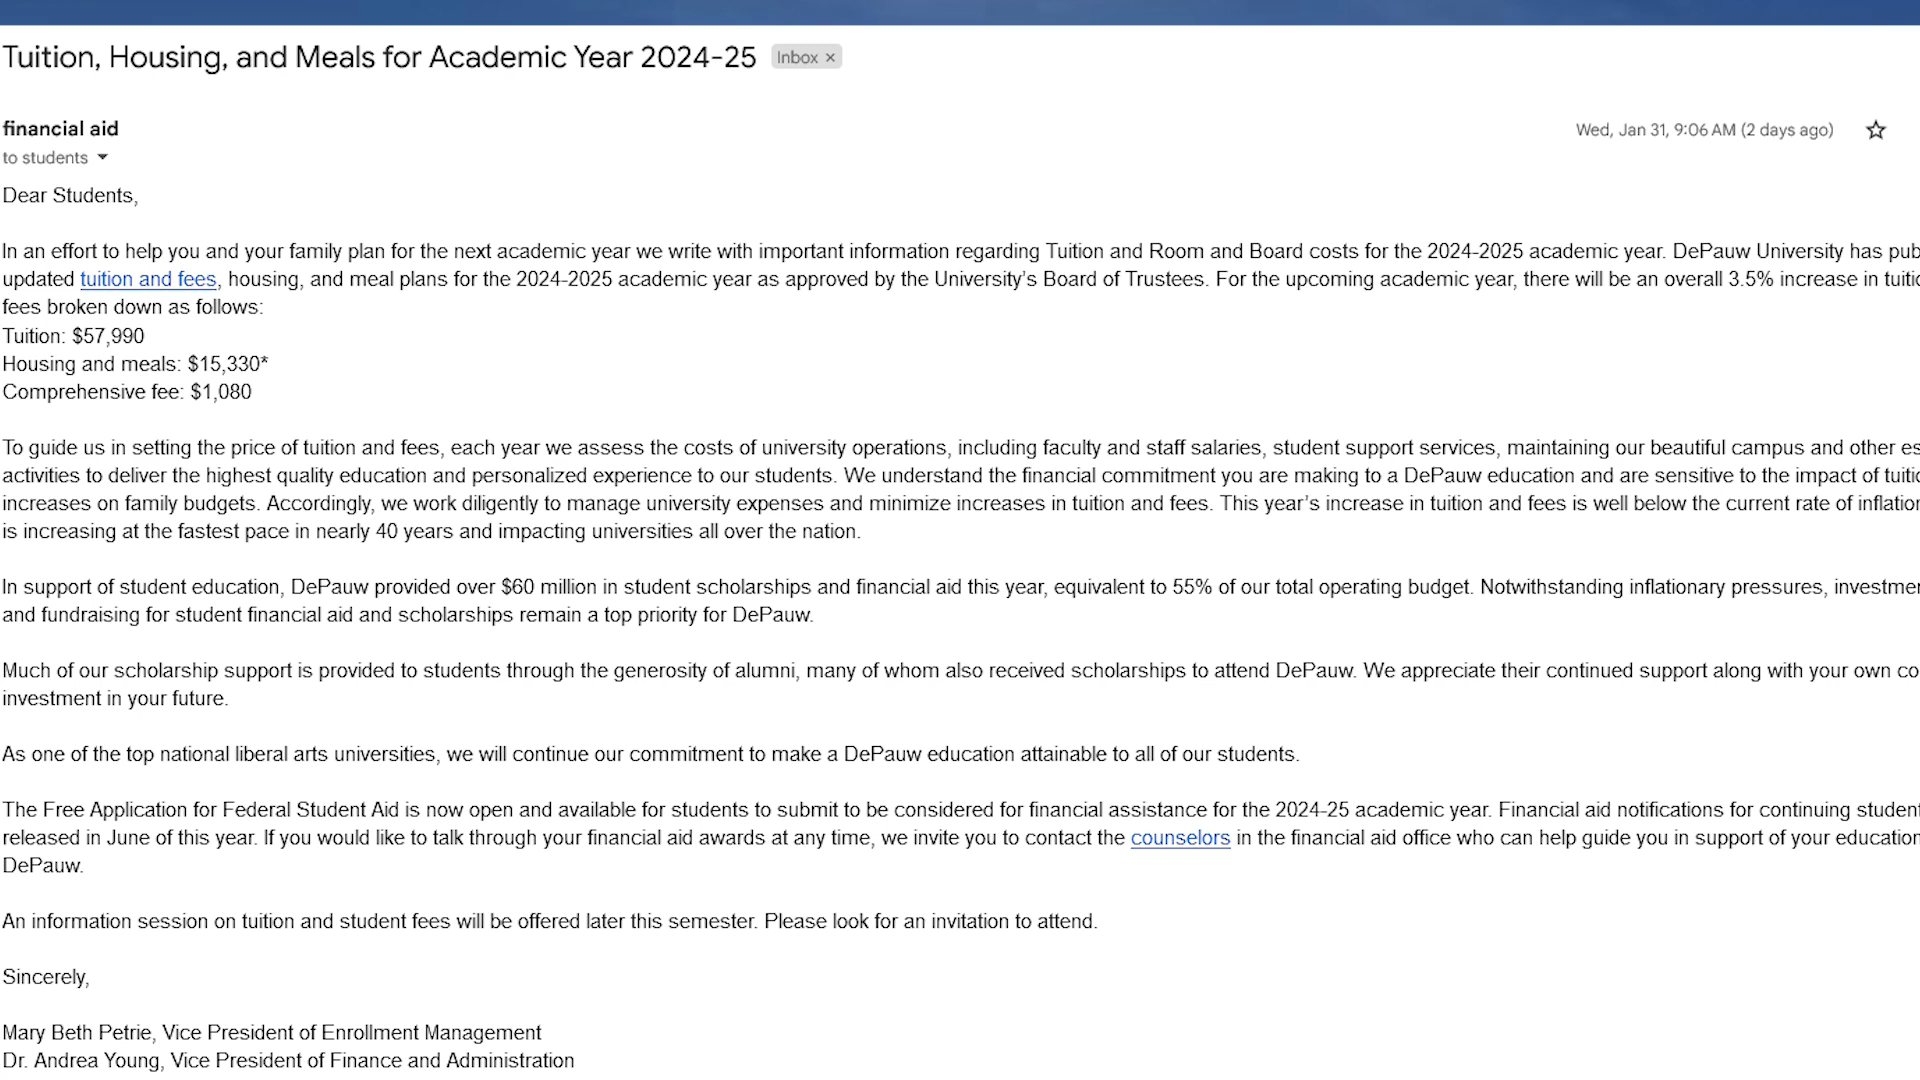 Tuition, Housing, and Meals for Academic Year 2024-25 Inbox ×
financial aid
Wed, Jan 31, 9:06 AM (2 days ago)
to students
Dear Students,
In an effort to help you and your family plan for the next academic year we write with important information regarding Tuition and Room and Board costs for the 2024-2025 academic year. DePauw University has pub
updated tuition and fees, housing, and meal plans for the 2024-2025 academic year as approved by the University's Board of Trustees. For the upcoming academic year, there will be an overall 3.5% increase in tuitio
fees broken down as follows:
Tuition: $57,990
Housing and meals: $15,330*
Comprehensive fee: $1,080
To guide us in setting the price of tuition and fees, each year we assess the costs of university operations, including faculty and staff salaries, student support services, maintaining our beautiful campus and other es
activities to deliver the highest quality education and personalized experience to our students. We understand the financial commitment you are making to a DePauw education and are sensitive to the impact of tuitio
increases on family budgets. Accordingly, we work diligently to manage university expenses and minimize increases in tuition and fees. This year's increase in tuition and fees is well below the current rate of inflation
is increasing at the fastest pace in nearly 40 years and impacting universities all over the nation.
In support of student education, DePauw provided over $60 million in student scholarships and financial aid this year, equivalent to 55% of our total operating budget. Notwithstanding inflationary pressures, investmen
and fundraising for student financial aid and scholarships remain a top priority for DePauw.
Much of our scholarship support is provided to students through the generosity of alumni, many of whom also received scholarships to attend DePauw. We appreciate their continued support along with your own co
investment in your future.
As one of the top national liberal arts universities, we will continue our commitment to make a DePauw education attainable to all of our students.
The Free Application for Federal Student Aid is now open and available for students to submit to be considered for financial assistance for the 2024-25 academic year. Financial aid notifications for continuing student
released in June of this year. If you would like to talk through your financial aid awards at any time, we invite you to contact the counselors in the financial aid office who can help guide you in support of your education
DePauw.
An information session on tuition and student fees will be offered later this semester. Please look for an invitation to attend.
Sincerely,
Mary Beth Petrie, Vice President of Enrollment Management
Dr. Andrea Young, Vice President of Finance and Administration